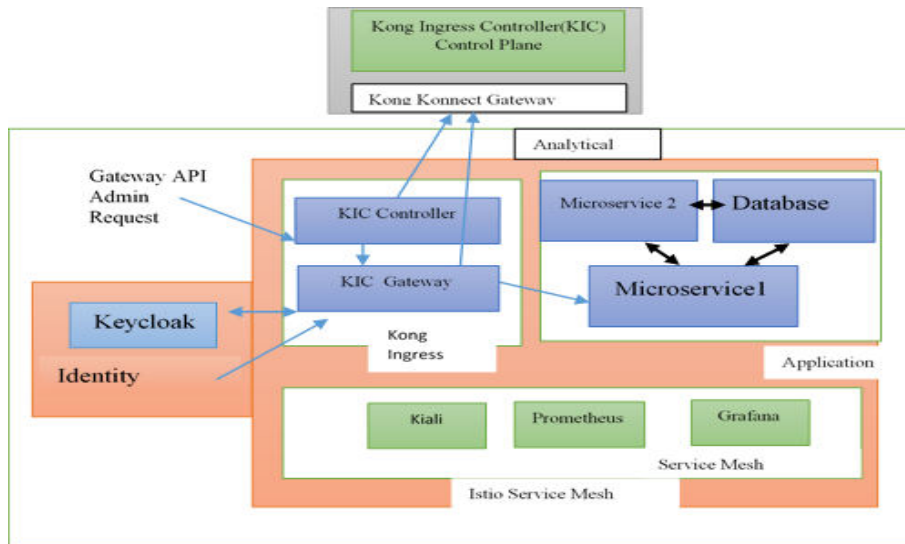 Kong Ingress Controller(KIC)
Control Plane
Kong Konnect Gateway
Analytical
Gateway API
Admin
Request
KIC Controller
KIC Gateway
Kong
Ingress
Microservice 2
Database
Microservice1
Application
Keycloak
Identity
Kiali
Prometheus
Grafana
Service Mesh
Istio Service Mesh